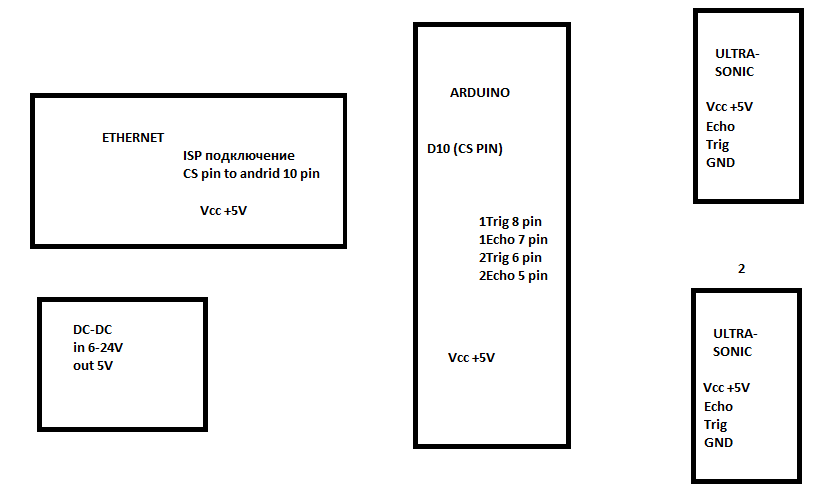 ETHERNET
ISP подключение
CS pin to andrid 10 pin
Vcc +5V
DC-DC
in 6-24V
out 5V
ARDUINO
D10 (CS PIN)
1Trig 8 pin
1Echo 7 pin
2Trig 6 pin
2Echo 5 pin
Vcc +5V
ULTRA-
SONIC
Vcc +5V
Echo
Trig
GND
2
ULTRA-
SONIC
Vcc +5V
Echo
Trig
GND